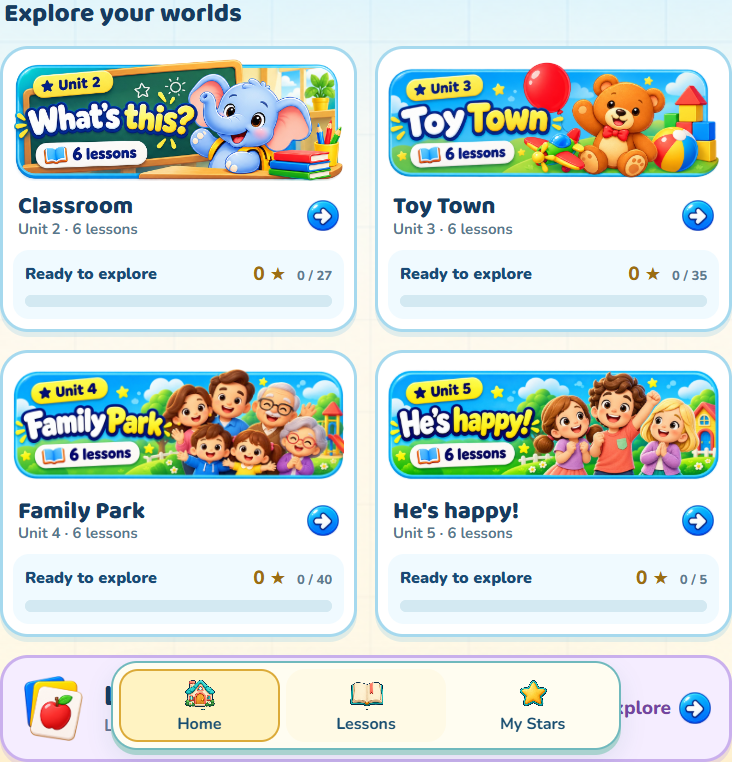 Explore your worlds
Unit 2
What's this?
6 lessons
Classroom
Unit 2 · 6 lessons
Ready to explore
0 ★ 0 / 27
Unit 3
Toy Town
6 lessons
Toy Town
Unit 3 · 6 lessons
Ready to explore
0 ★ 0 / 35
Unit 4
Family Park
6 lessons
Family Park
Unit 4 · 6 lessons
Ready to explore
0 ★ 0 / 40
Unit 5
He's happy!
6 lessons
He's happy!
Unit 5 · 6 lessons
Ready to explore
0 ★ 0 / 5
Home
Lessons
My Stars
xplore